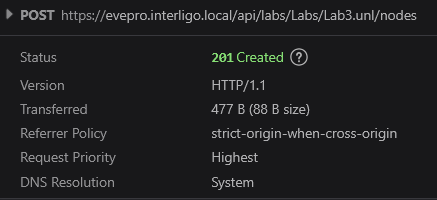 POST https://evepro.interligo.local/api/labs/Labs/Lab3.unl/nodes
Status 201 Created ?
Version HTTP/1.1
Transferred 477 B (88 B size)
Referrer Policy strict-origin-when-cross-origin
Request Priority Highest
DNS Resolution System